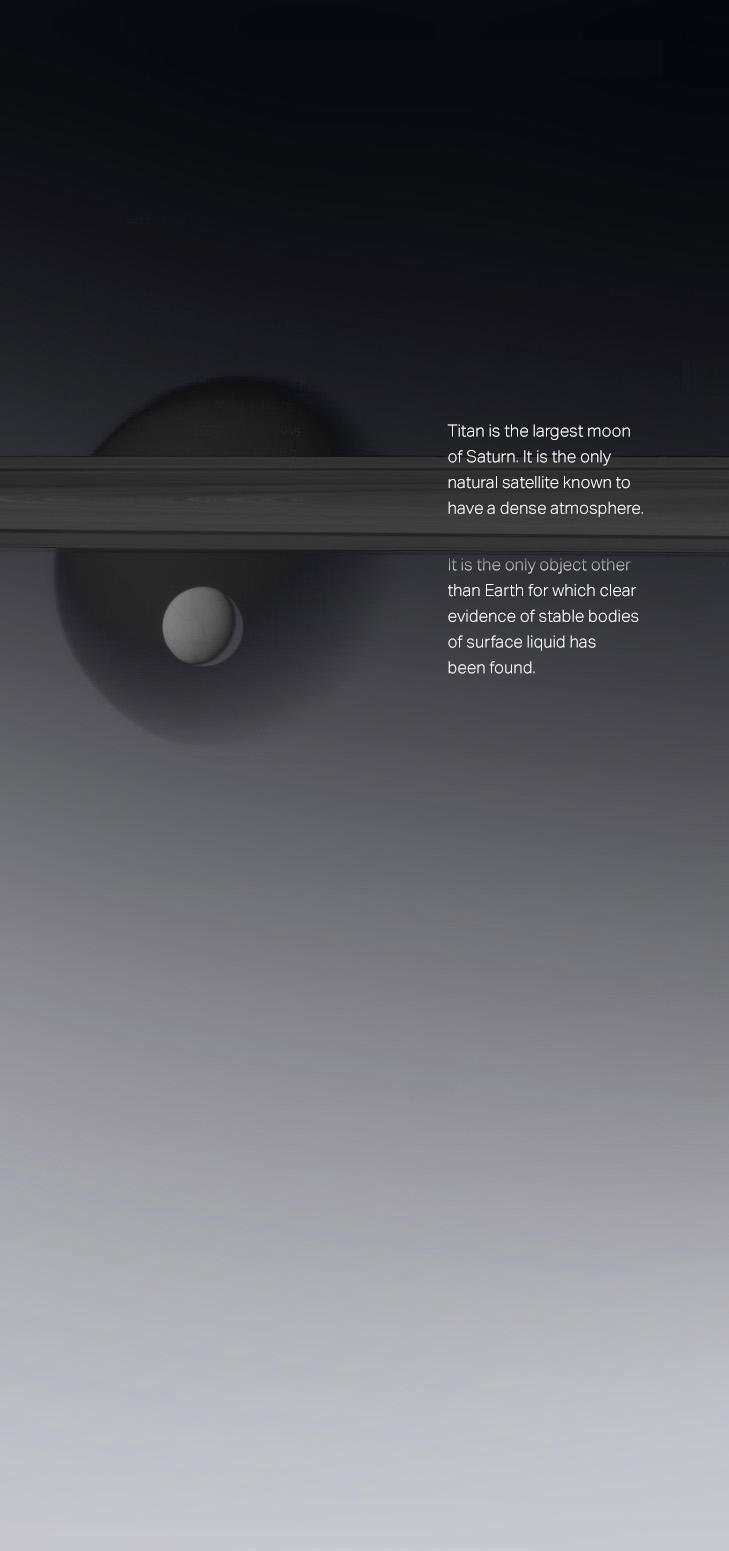 Titan is the largest moon
of Saturn. It is the only
natural satellite known to
have a dense atmosphere.
It is the only object other
than Earth for which clear
evidence of stable bodies
of surface liquid has
been found.